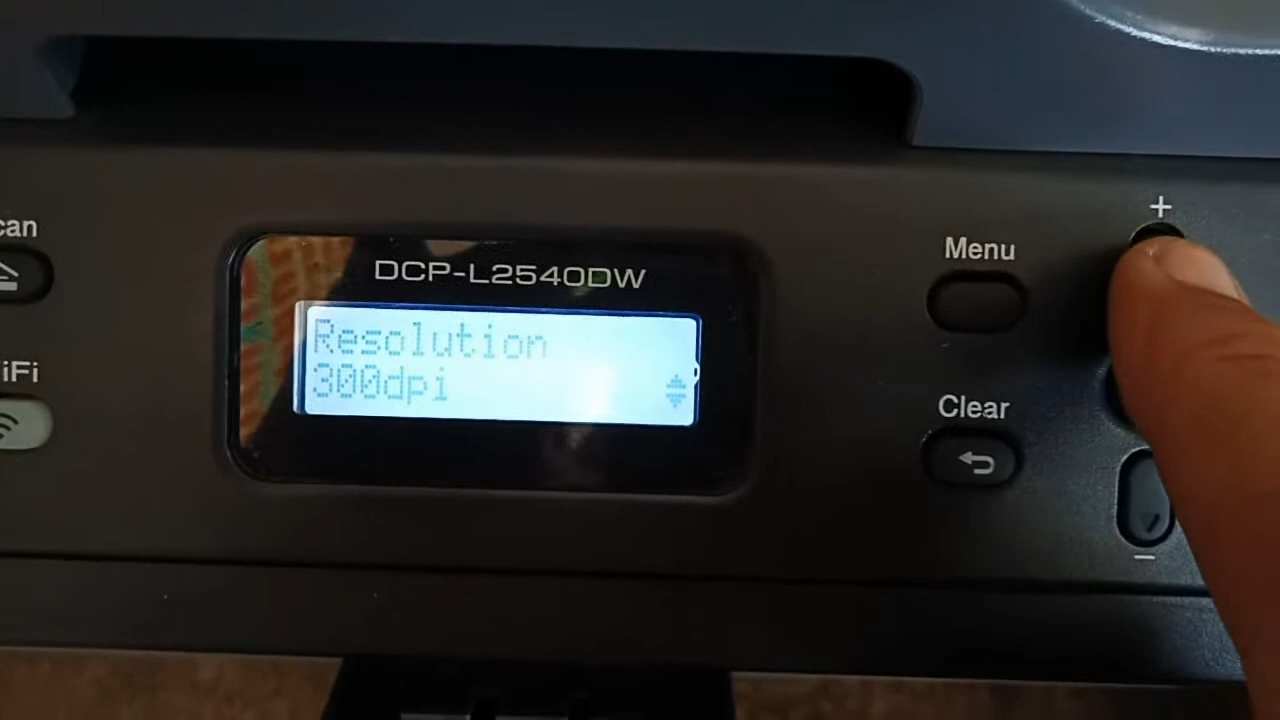 can
iFi
DCP-L2540DW
Resolution
300dpi
Menu
Clear
+
−